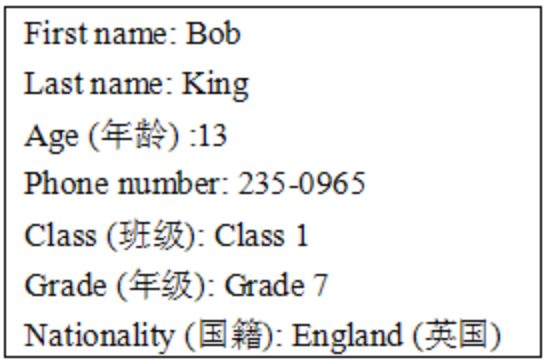 First name: Bob
Last name: King
Age (年龄) :13
Phone number: 235-0965
Class (班级): Class 1
Grade (年级): Grade 7
Nationality (国籍): England (英国)